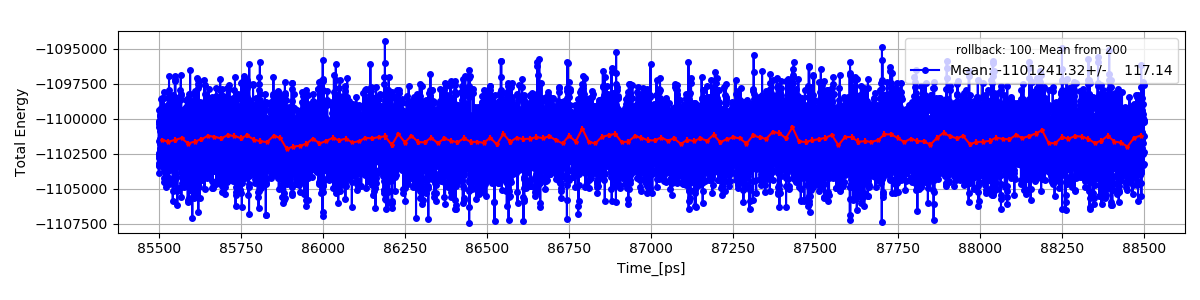 −1095000
−1097500
−1100000
−1102500
−1105000
−1107500
Total Energy
rollback: 100. Mean from 200
Mean: -1101241.32+/- 117.14
85500 85750 86000 86250 86500 86750 87000 87250 87500 87750 88000 88250 88500
Time_[ps]